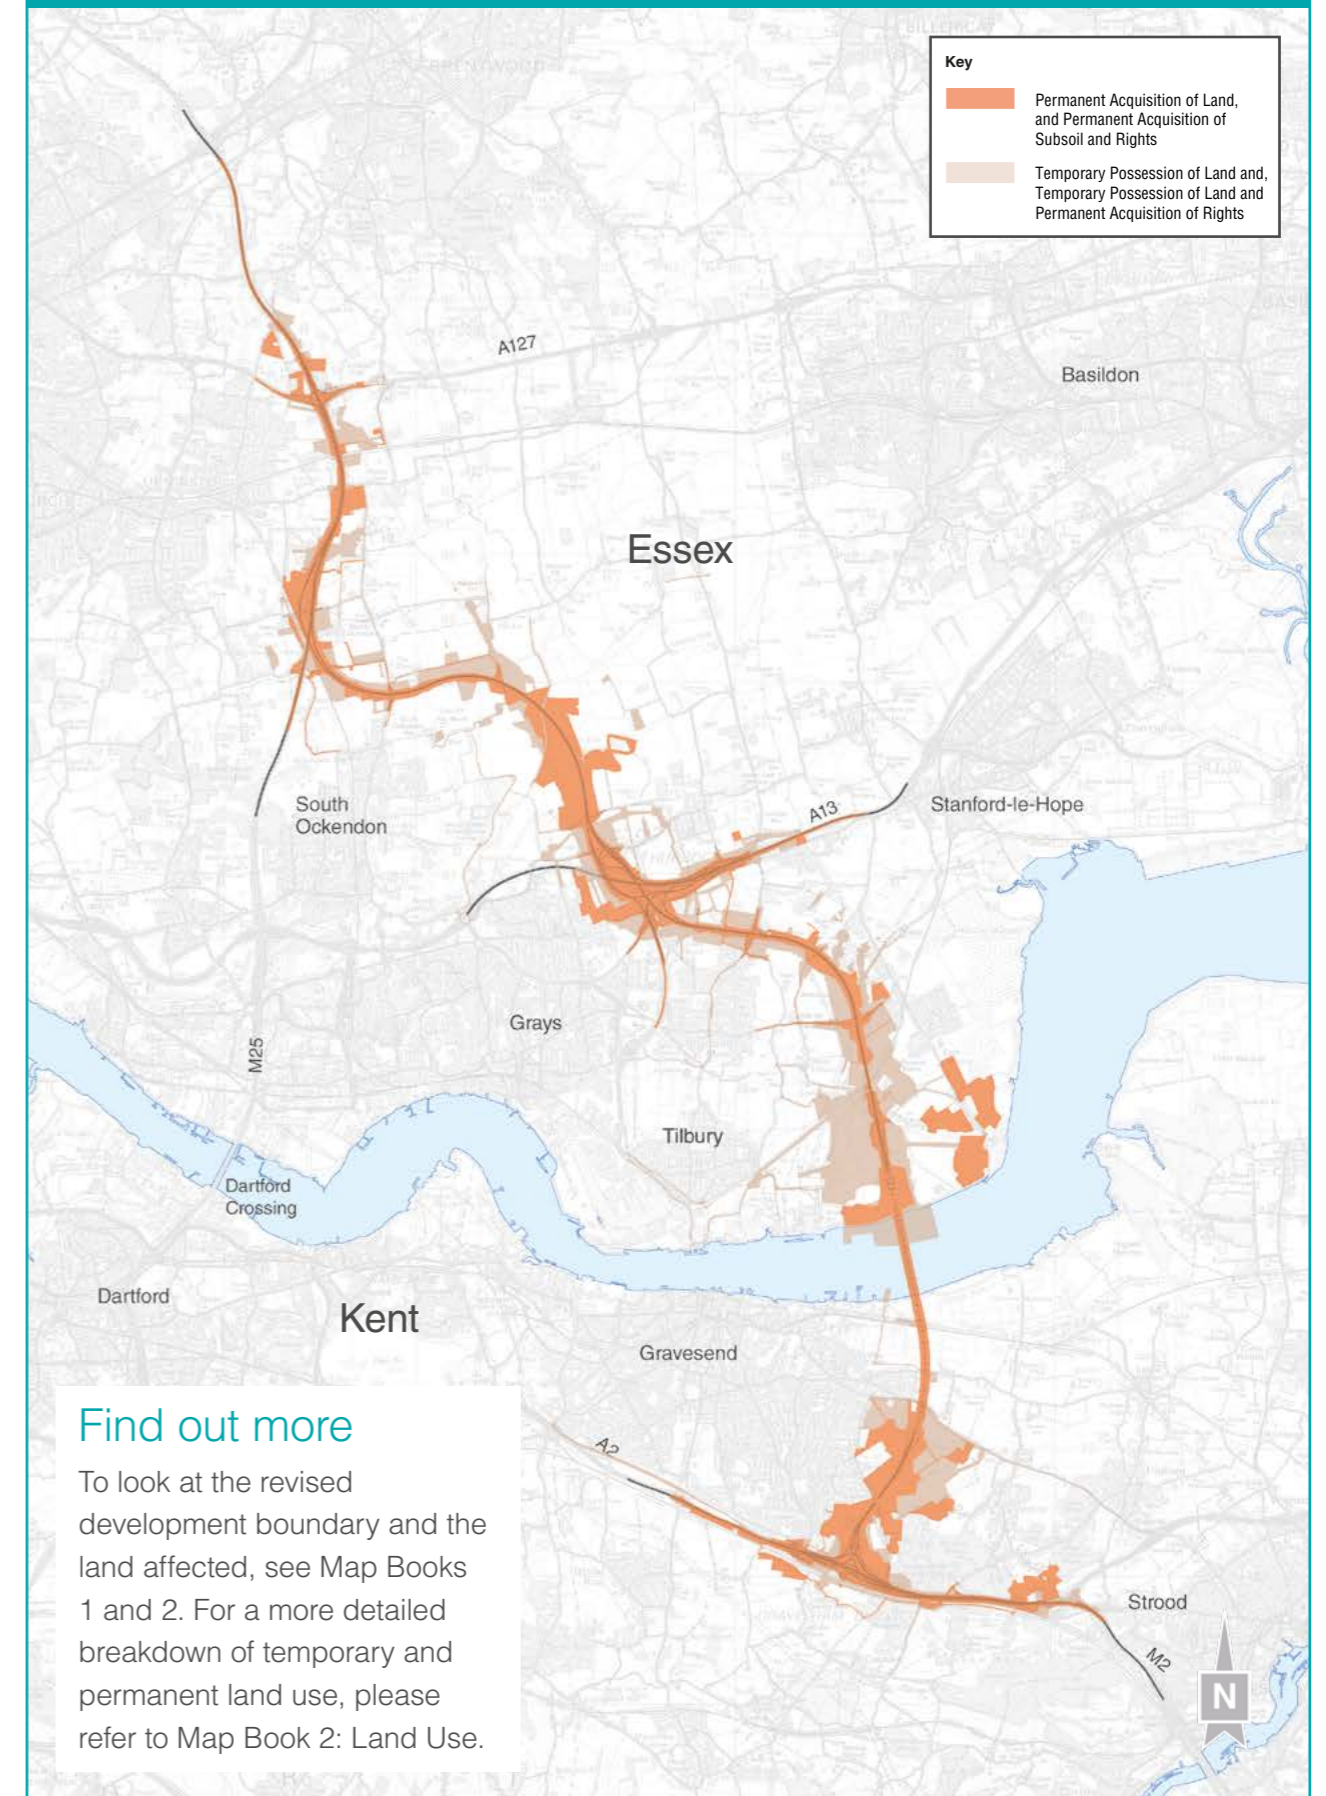 Key
Permanent Acquisition of Land,
and Permanent Acquisition of
Subsoil and Rights
Temporary Possession of Land and,
Temporary Possession of Land and
Permanent Acquisition of Rights
A127
Basildon
Essex
South
Ockendon
A13
Stanford-le-Hope
Grays
M25
Tilbury
Dartford
Crossing
Dartford
Kent
Gravesend
A2
Strood
M2
N
Find out more
To look at the revised
development boundary and the
land affected, see Map Books
1 and 2. For a more detailed
breakdown of temporary and
permanent land use, please
refer to Map Book 2: Land Use.